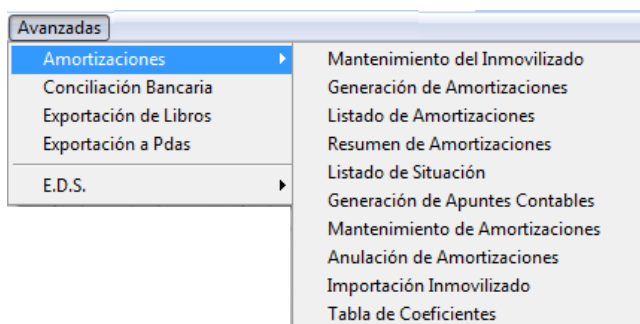 Avanzadas
Amortizaciones
Conciliación Bancaria
Exportación de Libros
Exportación a Pdas
E.D.S.
Mantenimiento del Inmovilizado
Generación de Amortizaciones
Listado de Amortizaciones
Resumen de Amortizaciones
Listado de Situación
Generación de Apuntes Contables
Mantenimiento de Amortizaciones
Anulación de Amortizaciones
Importación Inmovilizado
Tabla de Coeficientes